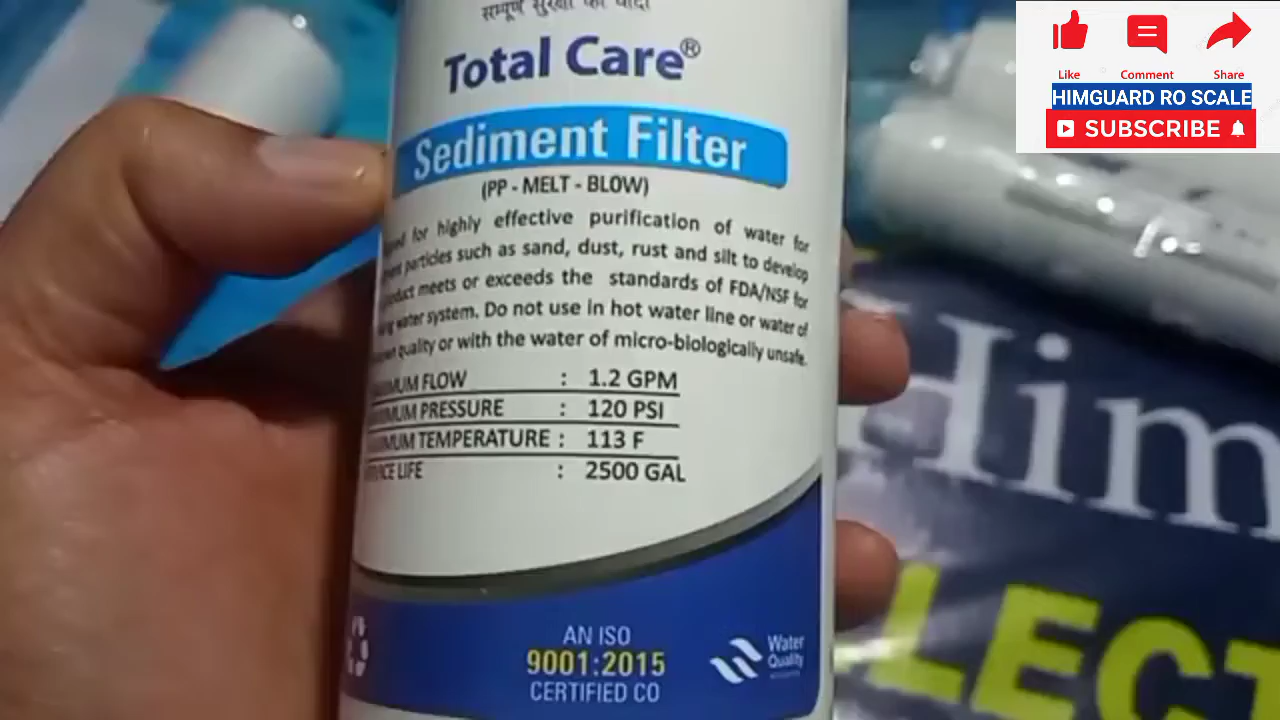 सम्पूर्ण सुरक्षा का वादा
Total Care®
Sediment Filter
(PP - MELT - BLOW)
for highly effective purification of water for
particles such as sand, dust, rust and silt to develop
meets or exceeds the standards of FDA/NSF for
water system. Do not use in hot water line or water of
quality or with the water of micro-biologically unsafe.
FLOW : 1.2 GPM
PRESSURE : 120 PSI
TEMPERATURE : 113 F
LIFE : 2500 GAL
AN ISO
9001:2015
CERTIFIED CO
Water
Quality
Like Comment Share
HIMGUARD RO SCALE
SUBSCRIBE
Him
LECT